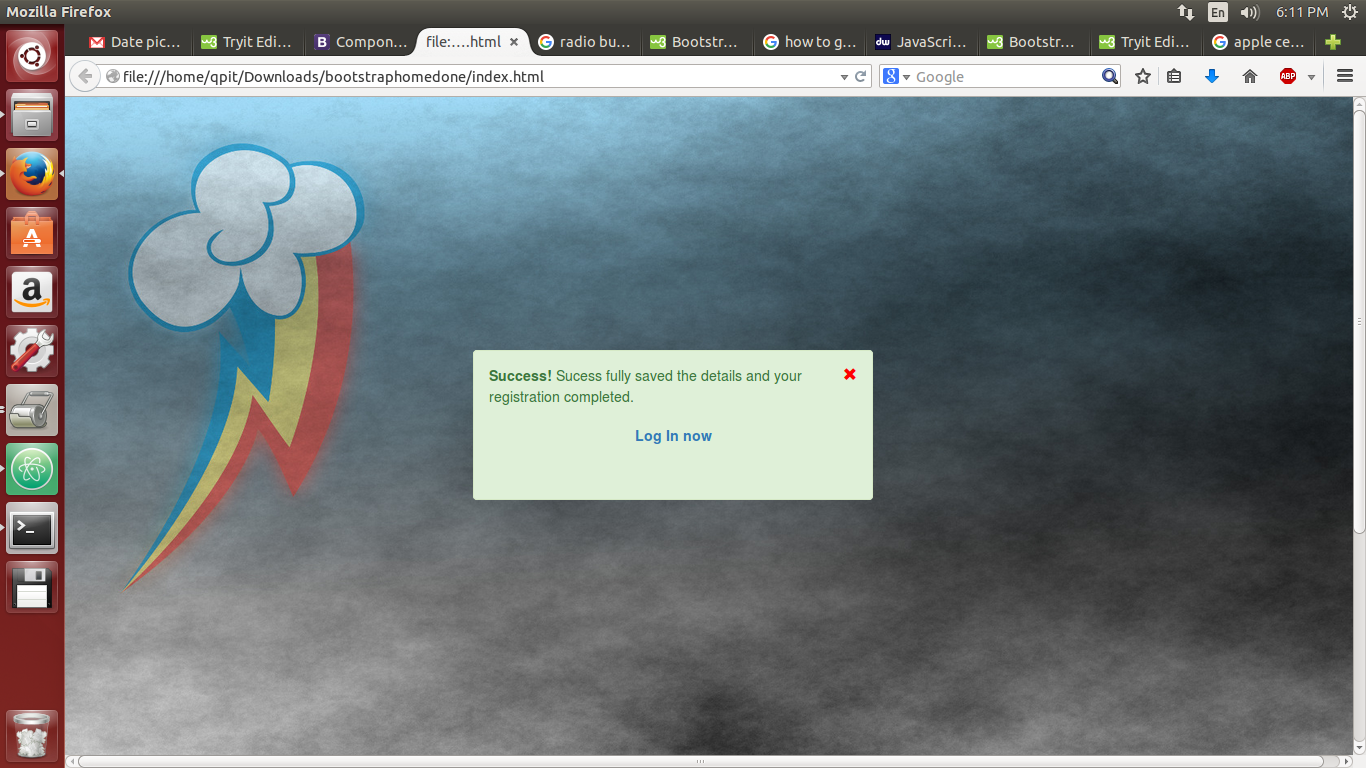 Mozilla Firefox
En
6:11 PM
Date pic...
Tryit Edi...
B Compon...
file:....html
radio bu...
Bootstr...
how to g...
dw JavaScri...
Bootstr...
Tryit Edi...
apple ce...
file:///home/qpit/Downloads/bootstraphomedone/index.html
8 Google
ABP
Success! Sucess fully saved the details and your
registration completed.
Log In now